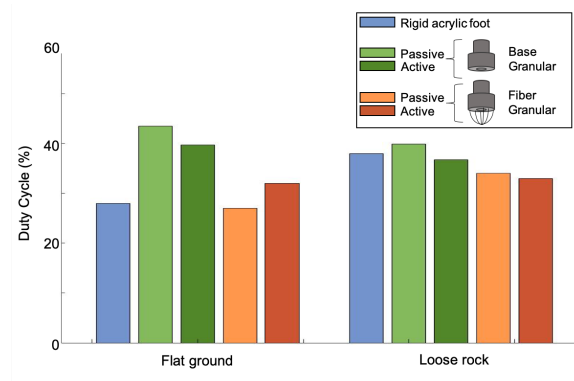 Rigid acrylic foot
Passive
Active
Base
Granular
Passive
Active
Fiber
Granular
Duty Cycle (%)
60
40
20
0
Flat ground
Loose rock